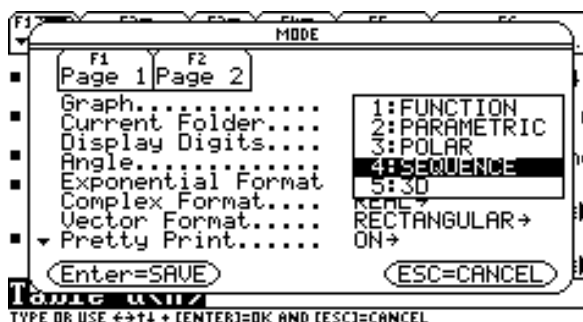 MODE
F1 F2
Page 1 Page 2
Graph..............
Current Folder....
Display Digits....
Angle..............
Exponential Format
Complex Format.... REAL→
Vector Format..... RECTANGULAR→
Pretty Print...... ON→
1:FUNCTION
2:PARAMETRIC
3:POLAR
4:SEQUENCE
5:3D
Enter=SAVE ESC=CANCEL
TYPE OR USE ←→↑↓ + [ENTER]=OK AND [ESC]=CANCEL